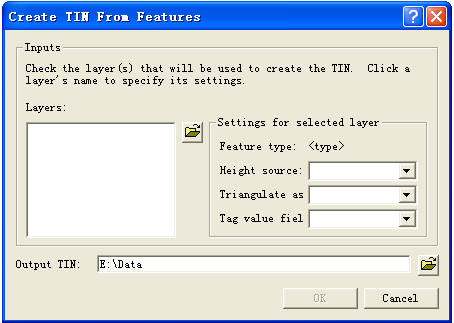 Create TIN From Features
Inputs
Check the layer(s) that will be used to create the TIN. Click a
layer's name to specify its settings.
Layers:
Settings for selected layer
Feature type: <type>
Height source:
Triangulate as
Tag value fiel
Output TIN: E:\Data
OK Cancel